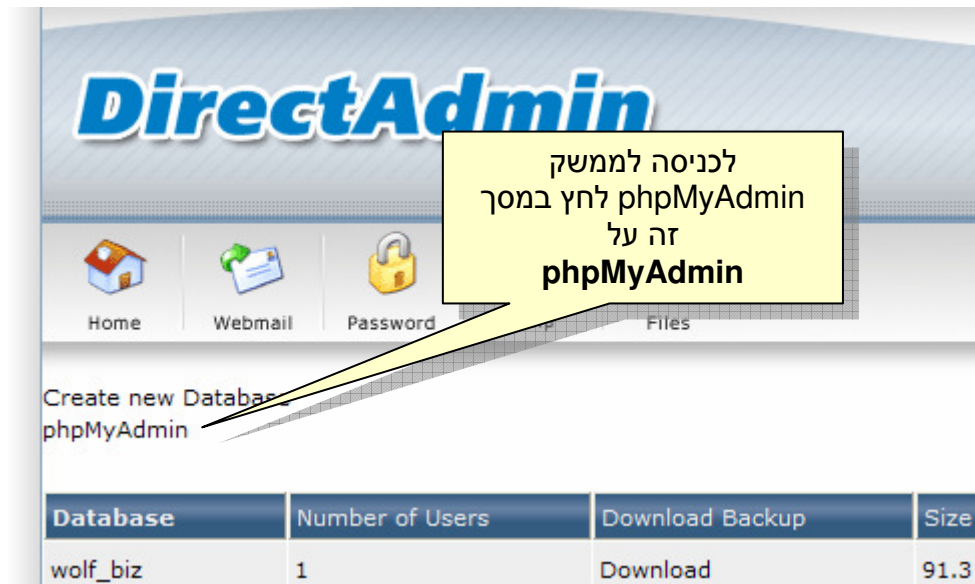 DirectAdmin
לכניסה לממשק
phpMyAdmin לחץ במסך
זה על
phpMyAdmin
Home Webmail Password Files
Create new Database
phpMyAdmin
Database Number of Users Download Backup Size
wolf_biz 1 Download 91.3